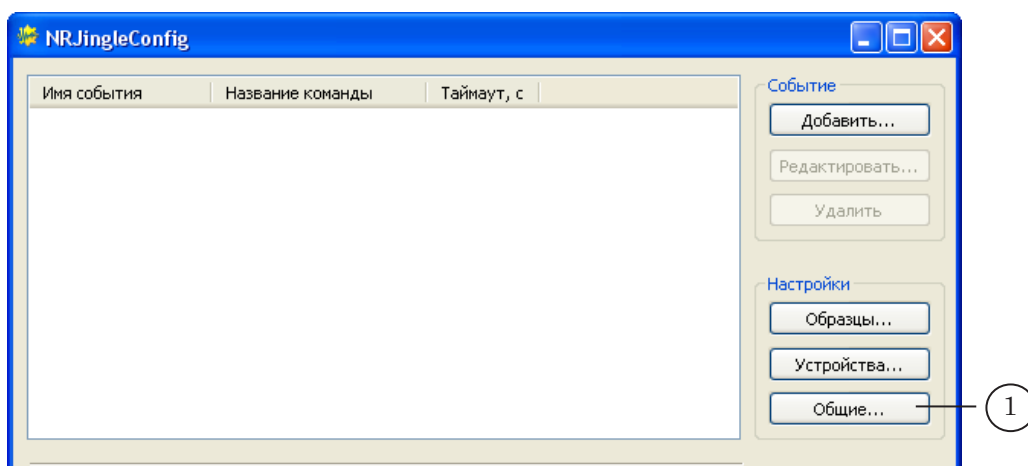 NRJingleConfig
Имя события Название команды Таймаут, с
Событие
Добавить...
Редактировать...
Удалить
Настройки
Образцы...
Устройства...
Общие...
1